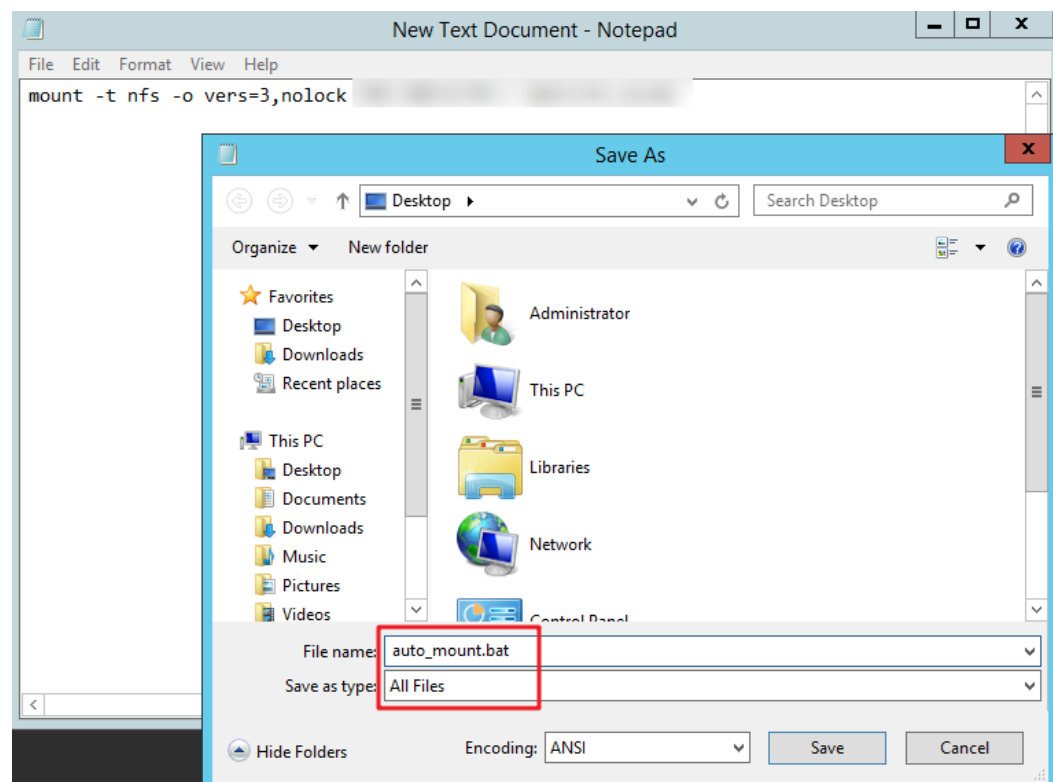 New Text Document - Notepad
File Edit Format View Help
mount -t nfs -o vers=3,nolock
Save As
Desktop
Search Desktop
Organize New folder
Favorites
Desktop
Downloads
Recent places
This PC
Desktop
Documents
Downloads
Music
Pictures
Videos
Administrator
This PC
Libraries
Network
Control Panel
File name: auto_mount.bat
Save as type: All Files
Hide Folders
Encoding: ANSI
Save
Cancel